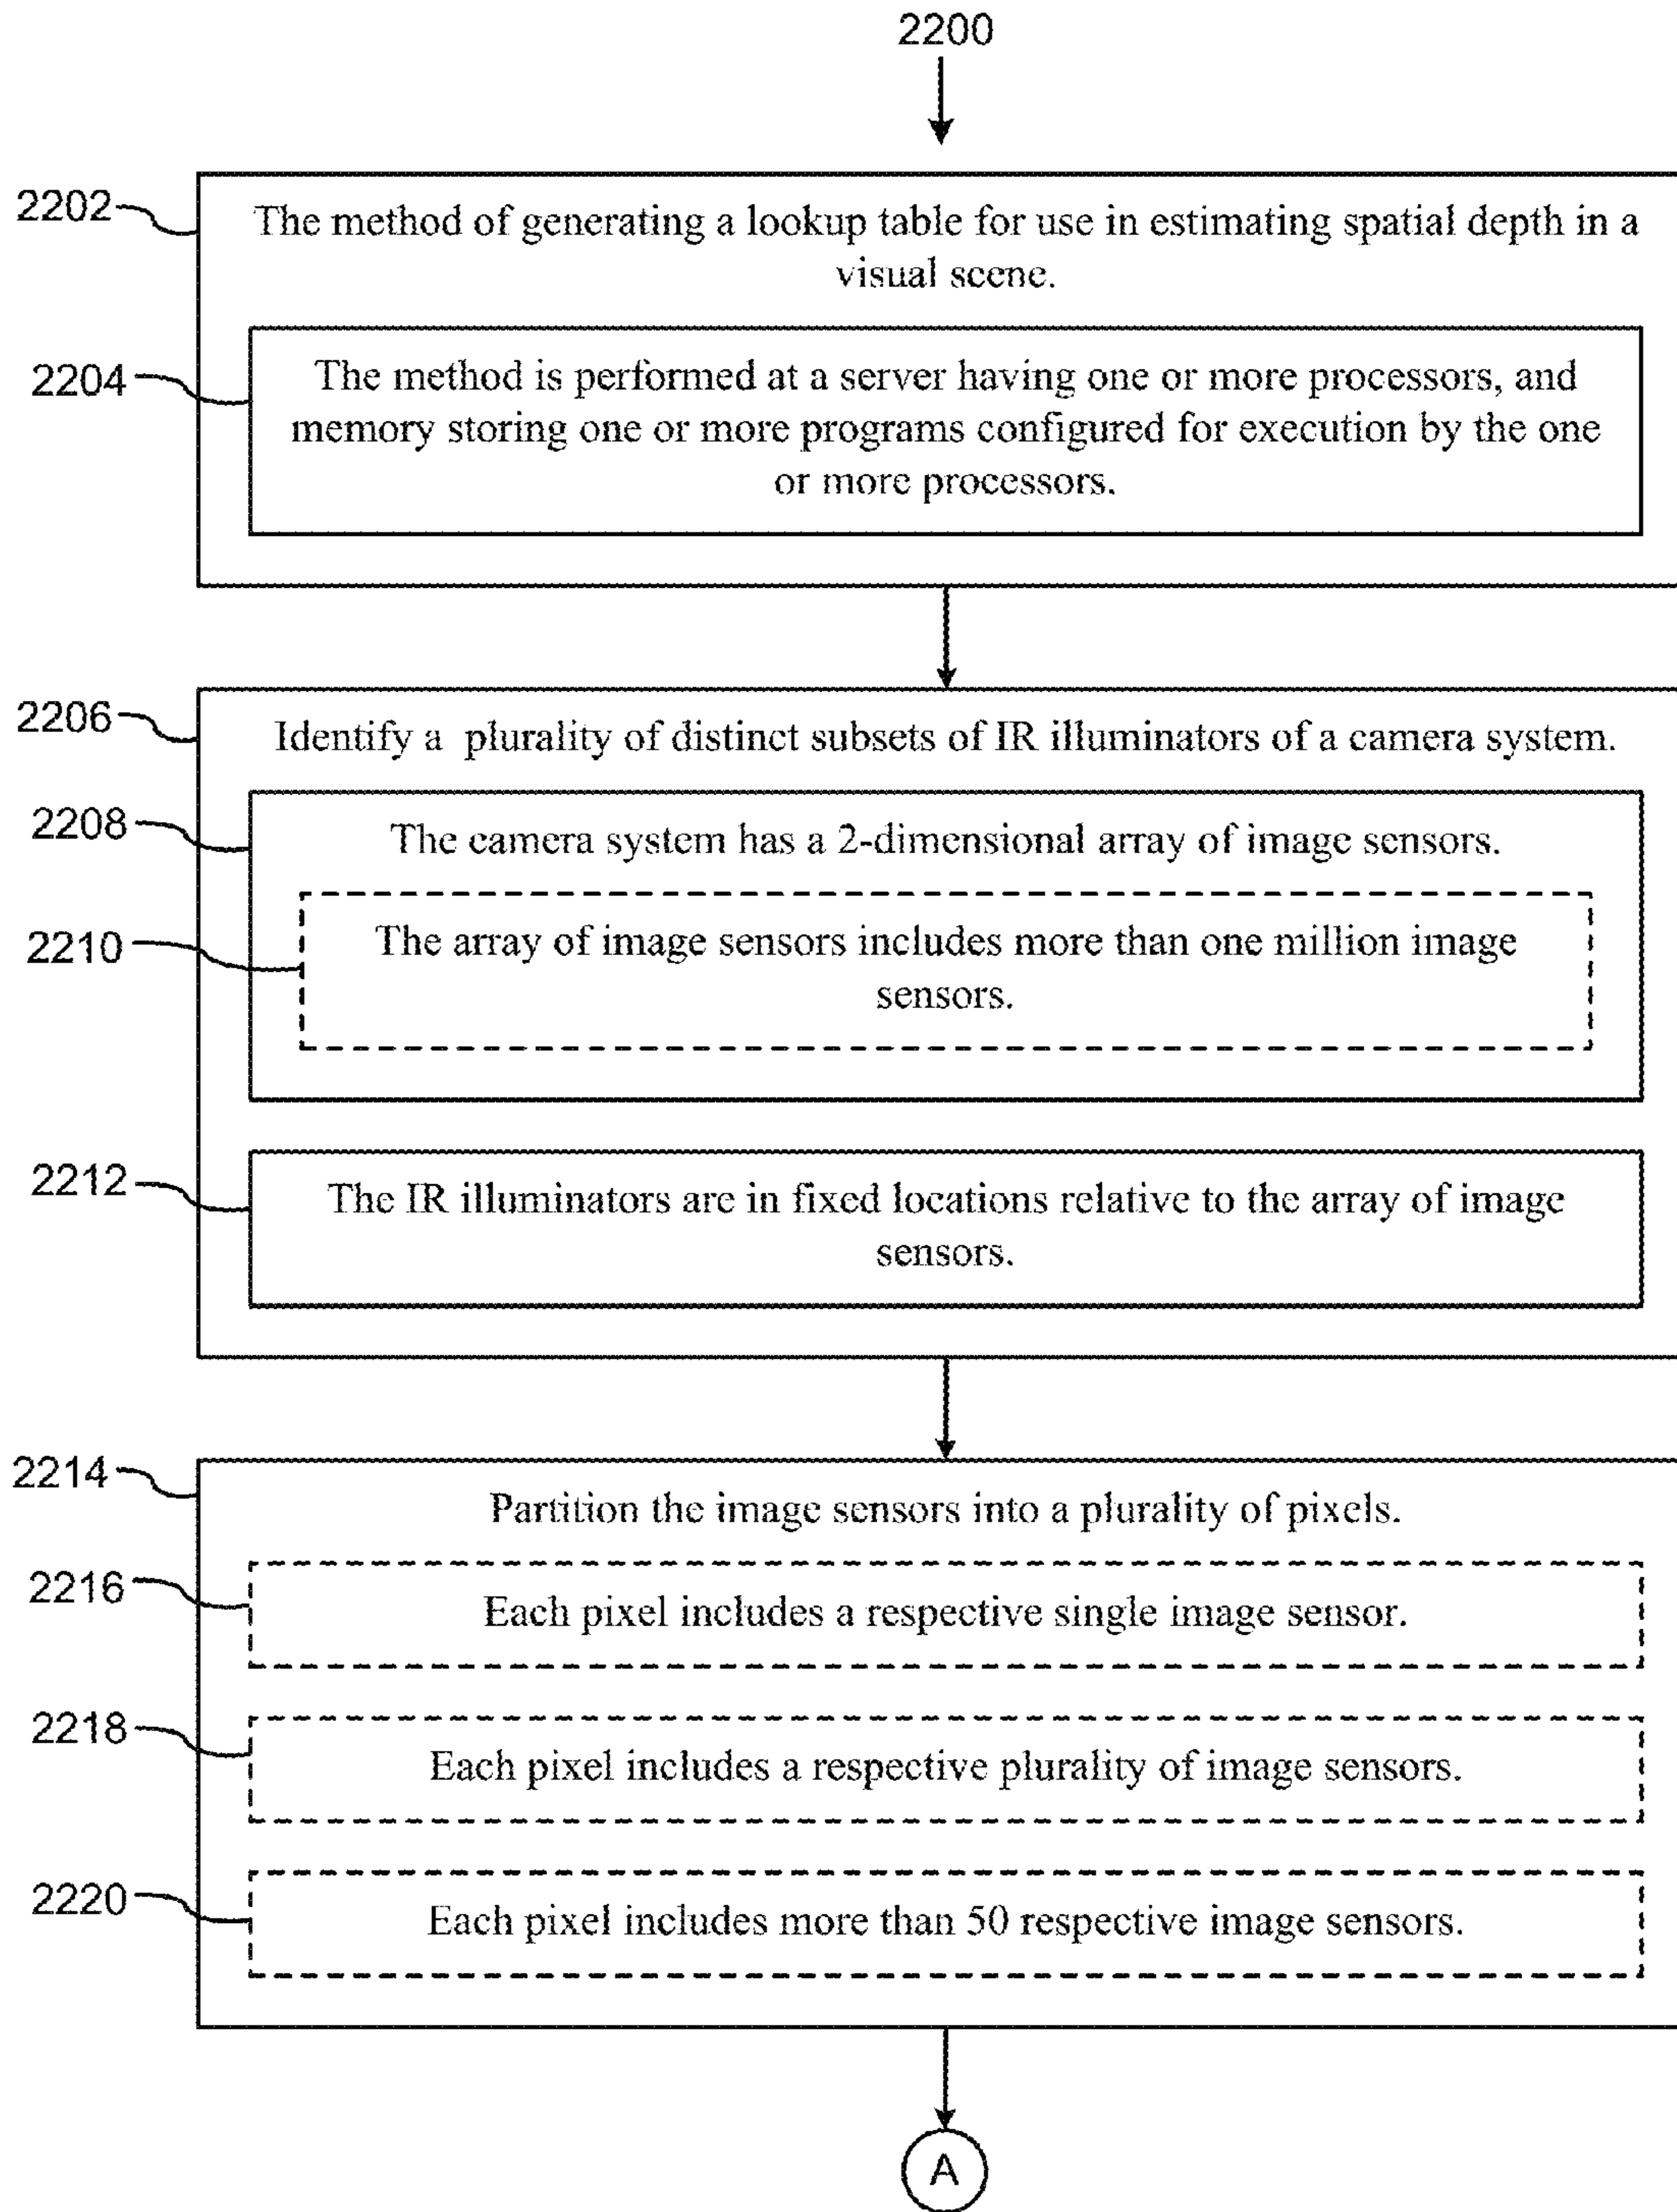 2200
2202
The method of generating a lookup table for use in estimating spatial depth in a
visual scene.
2204
The method is performed at a server having one or more processors, and
memory storing one or more programs configured for execution by the one
or more processors.
2206
Identify a plurality of distinct subsets of IR illuminators of a camera system.
2208
The camera system has a 2-dimensional array of image sensors.
2210
The array of image sensors includes more than one million image
sensors.
2212
The IR illuminators are in fixed locations relative to the array of image
sensors.
2214
Partition the image sensors into a plurality of pixels.
2216
Each pixel includes a respective single image sensor.
2218
Each pixel includes a respective plurality of image sensors.
2220
Each pixel includes more than 50 respective image sensors.
A